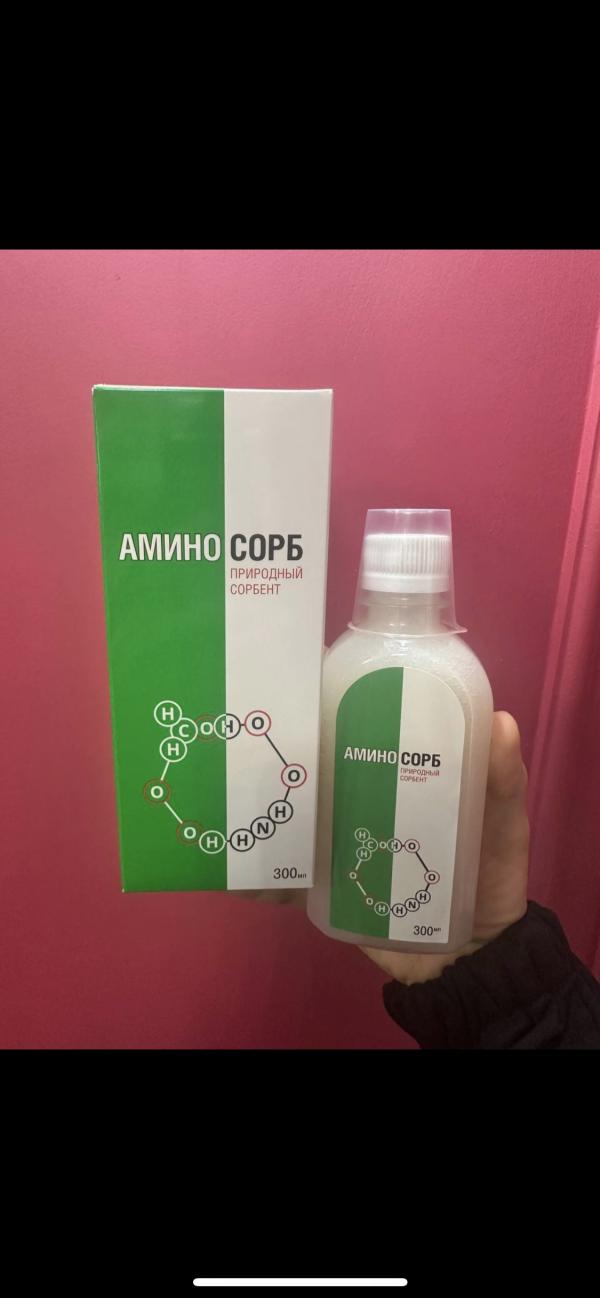 АМИНО СОРБ
ПРИРОДНЫЙ
СОРБЕНТ
H
C O H O
H
O
O
O H H N H
300мл
АМИНО СОРБ
ПРИРОДНЫЙ
СОРБЕНТ
H
C O H O
H
O
O
O H H N H
300мл